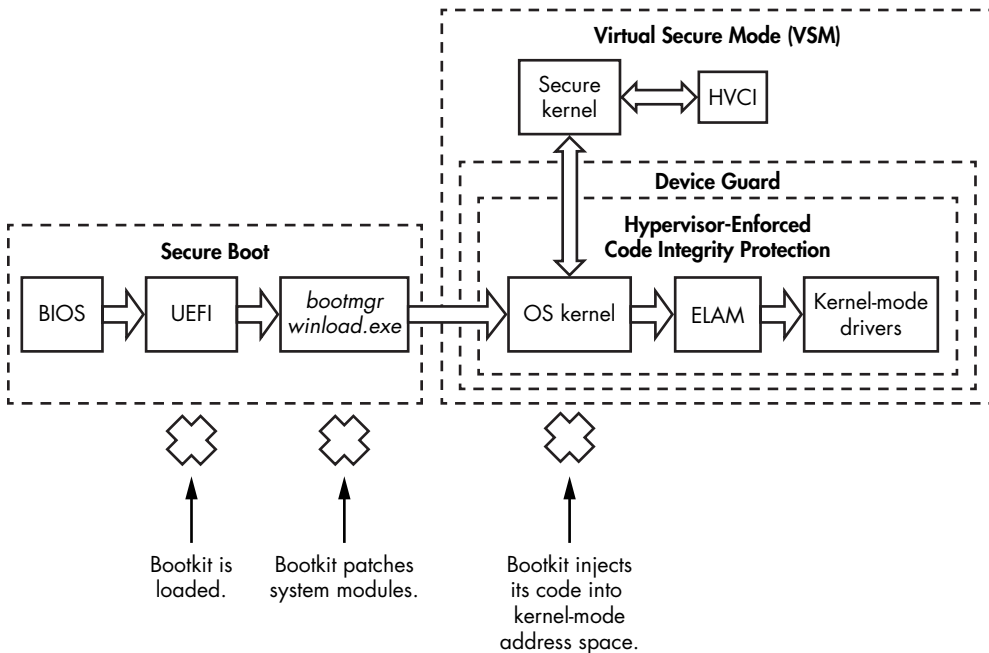 Virtual Secure Mode (VSM)
Secure
kernel
HVCI
Device Guard
Hypervisor-Enforced
Code Integrity Protection
Secure Boot
BIOS
UEFI
bootmgr
winload.exe
OS kernel
ELAM
Kernel-mode
drivers
Bootkit is
loaded.
Bootkit patches
system modules.
Bootkit injects
its code into
kernel-mode
address space.